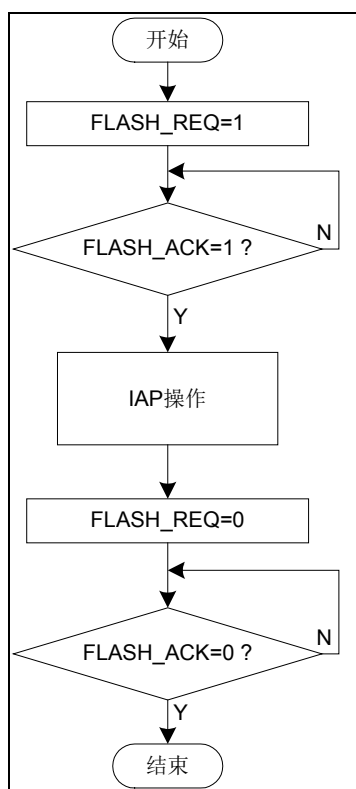 开始
FLASH_REQ=1
FLASH_ACK=1 ?
N
Y
IAP操作
FLASH_REQ=0
FLASH_ACK=0 ?
N
Y
结束